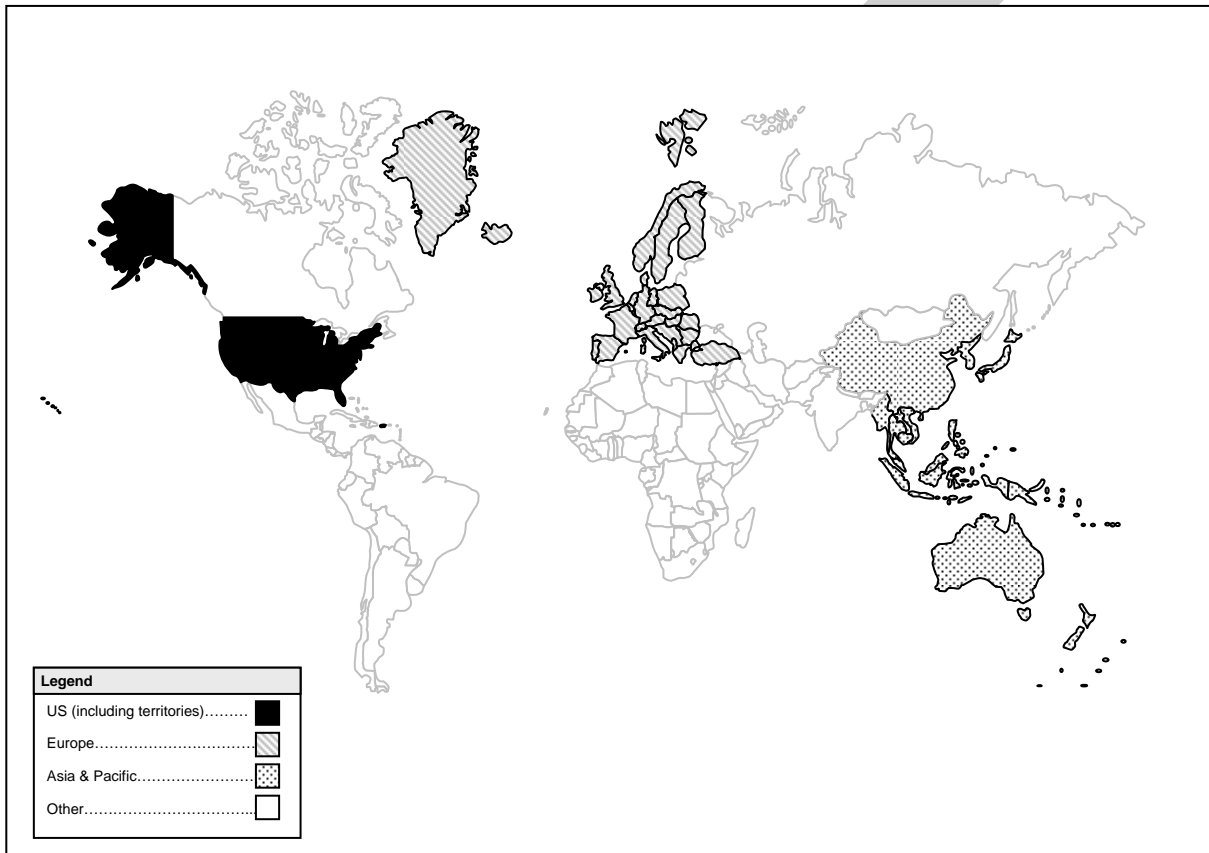 Legend
US (including territories).........
Europe.................................
Asia & Pacific........................
Other...................................